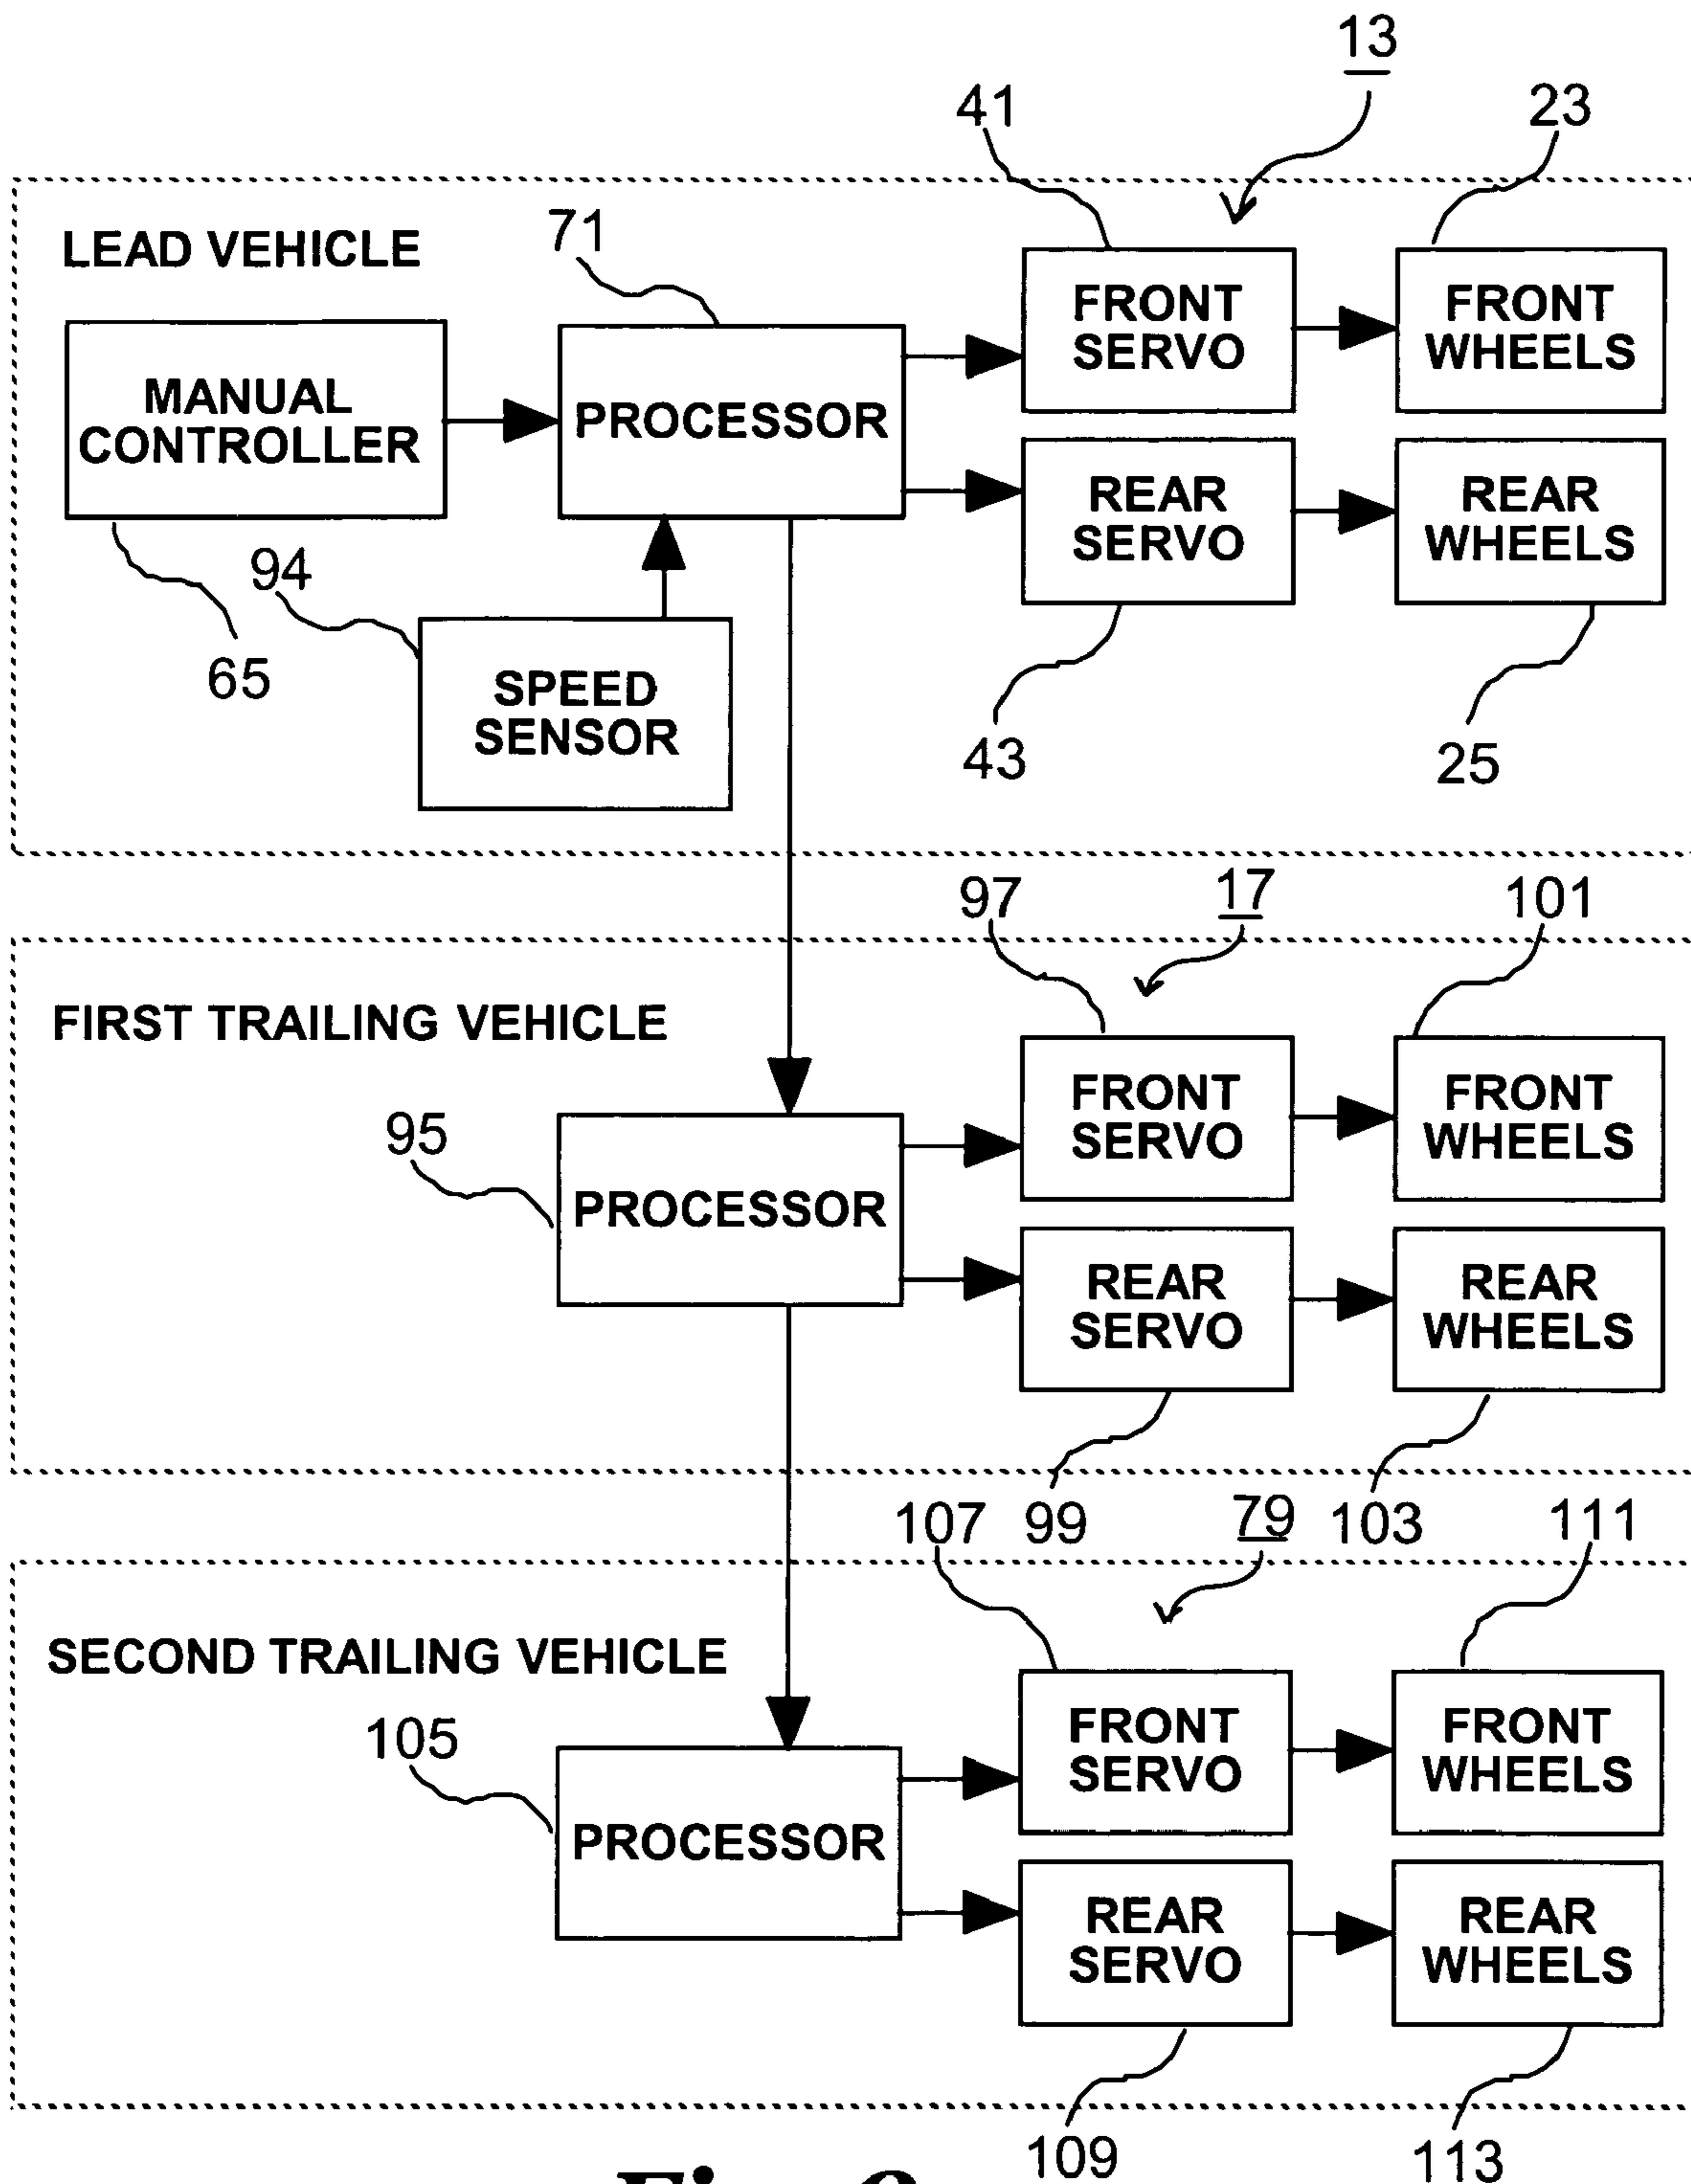 13
41
23
LEAD VEHICLE
71
FRONT
SERVO
FRONT
WHEELS
MANUAL
CONTROLLER
PROCESSOR
REAR
SERVO
REAR
WHEELS
94
65
SPEED
SENSOR
43
25
97
17
101
FIRST TRAILING VEHICLE
95
FRONT
SERVO
FRONT
WHEELS
PROCESSOR
REAR
SERVO
REAR
WHEELS
107
99
79
103
111
SECOND TRAILING VEHICLE
105
FRONT
SERVO
FRONT
WHEELS
PROCESSOR
REAR
SERVO
REAR
WHEELS
109
113